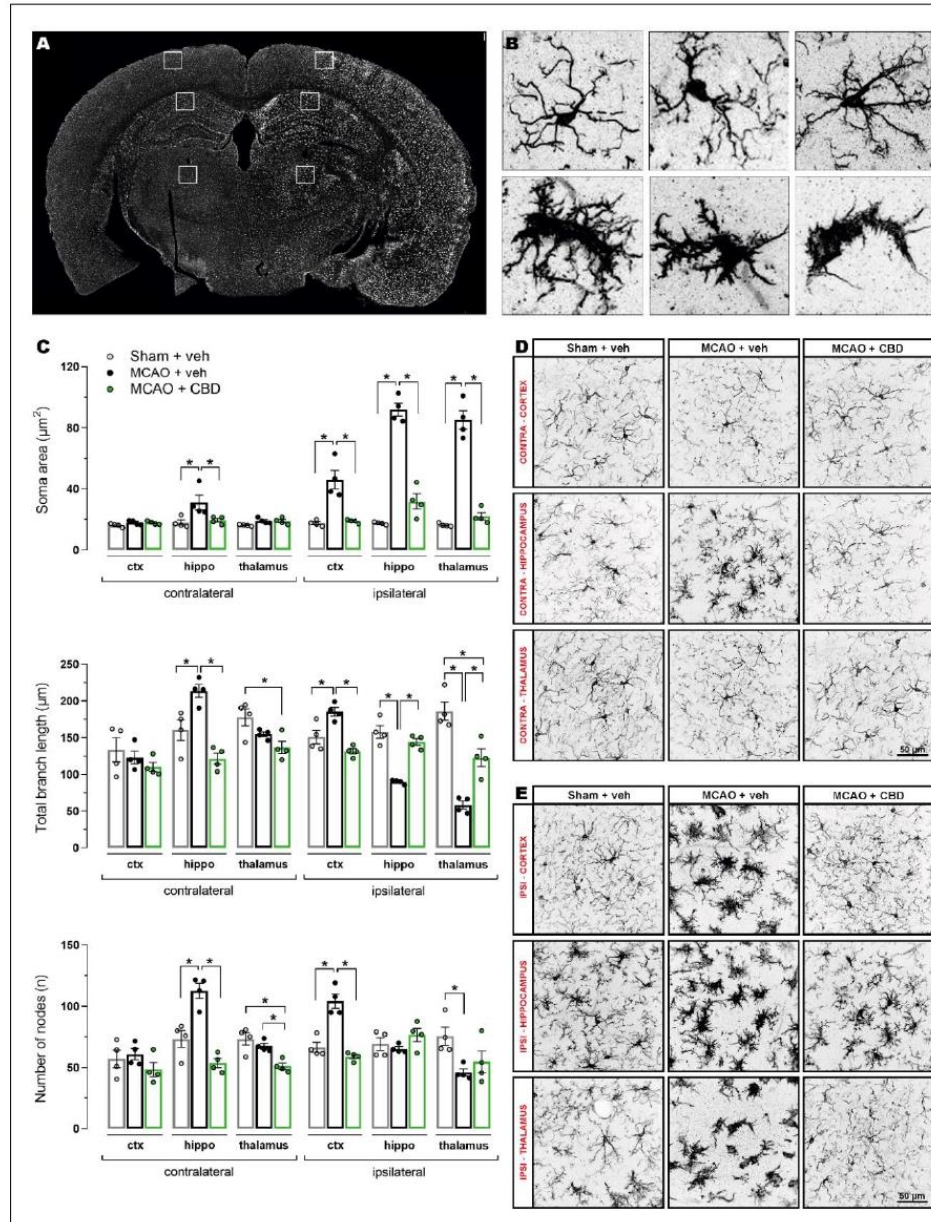 A
B
C
Sham + veh
MCAO + veh
MCAO + CBD
Soma area (µm²)
120
80
40
0
* * * * * * * *
ctx hippo thalamus ctx hippo thalamus
contralateral ipsilateral
Total branch length (µm)
250
200
150
100
50
0
* * * * * * * * * *
ctx hippo thalamus ctx hippo thalamus
contralateral ipsilateral
Number of nodes (n)
150
100
50
0
* * * * * * *
ctx hippo thalamus ctx hippo thalamus
contralateral ipsilateral
D
Sham + veh MCAO + veh MCAO + CBD
CONTRA - CORTEX
CONTRA - HIPPOCAMPUS
CONTRA - THALAMUS
50 µm
E
Sham + veh MCAO + veh MCAO + CBD
IPSI - CORTEX
IPSI - HIPPOCAMPUS
IPSI - THALAMUS
50 µm